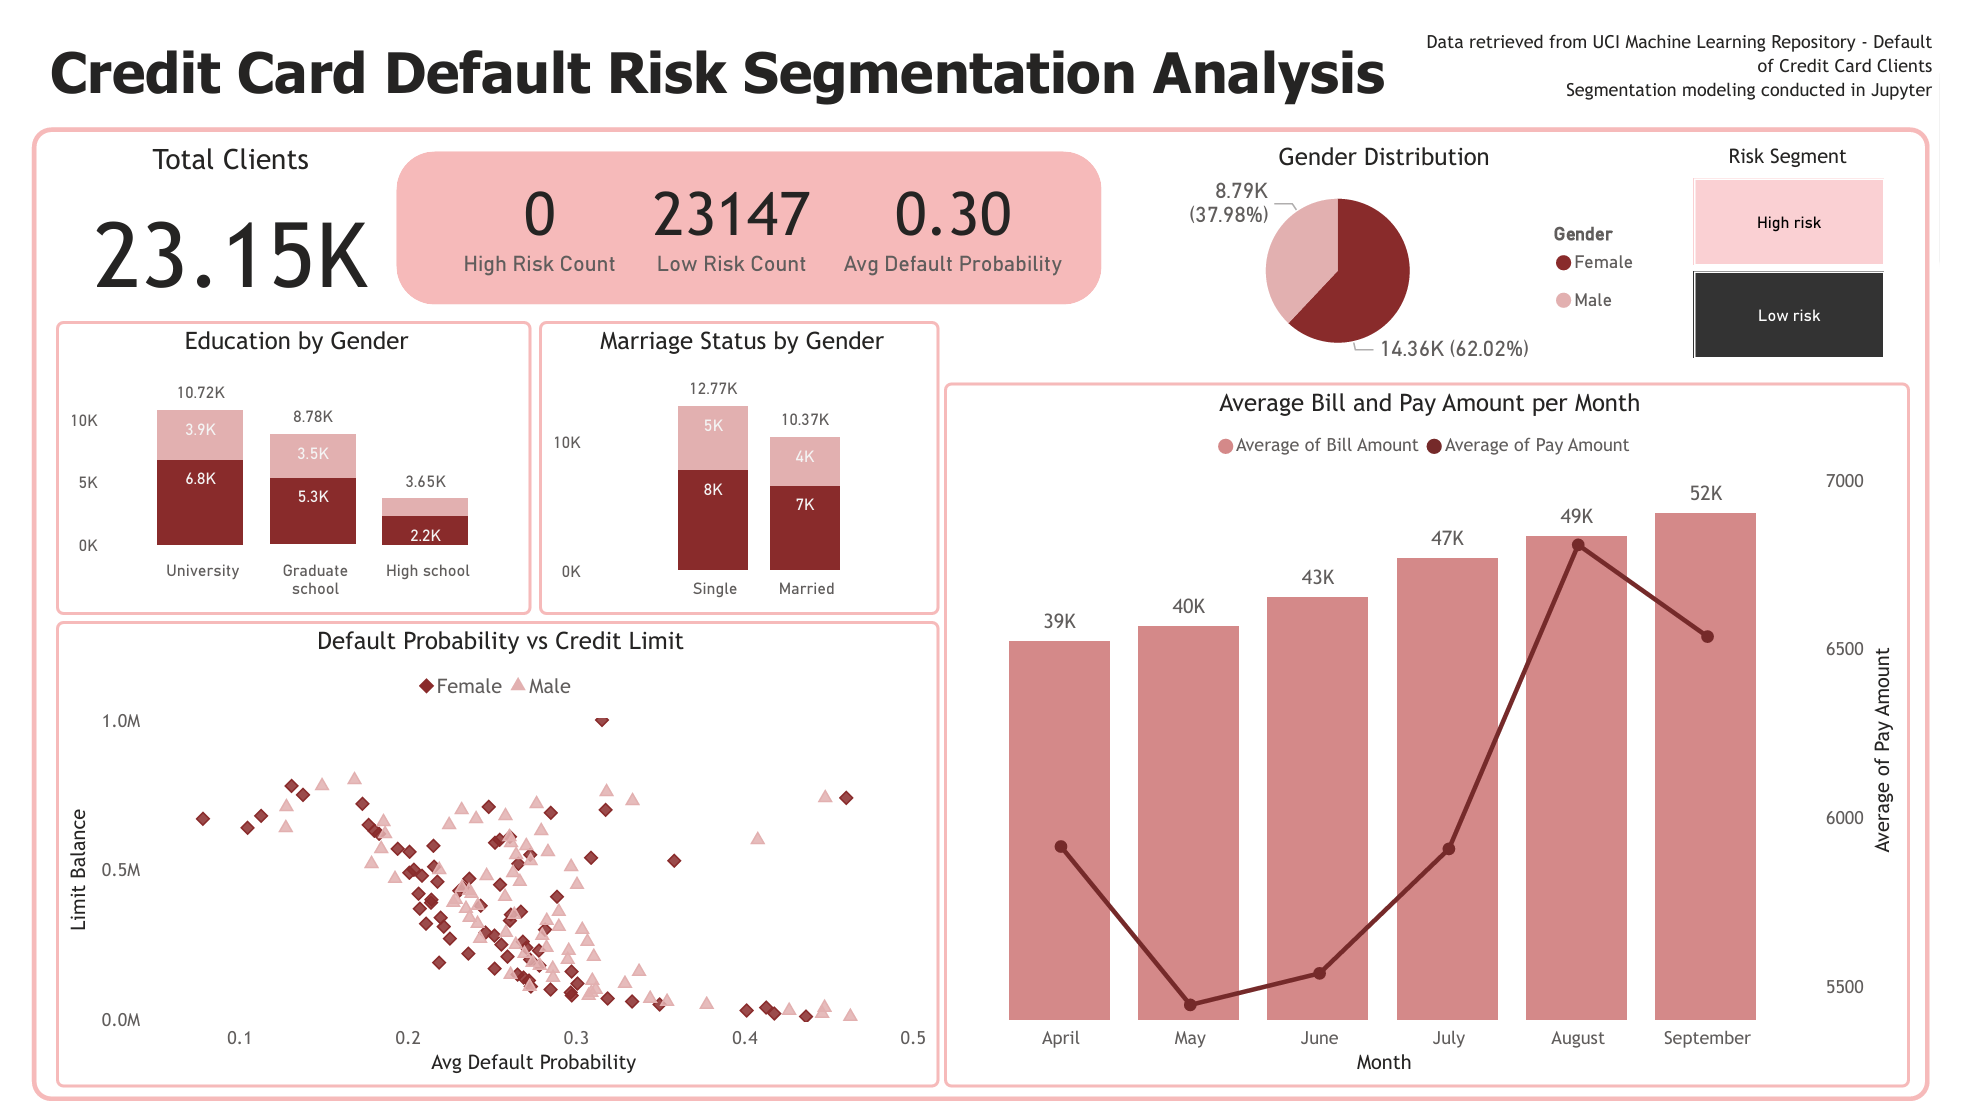 Credit Card Default Risk Segmentation Analysis
Data retrieved from UCI Machine Learning Repository - Default
of Credit Card Clients
Segmentation modeling conducted in Jupyter
Total Clients
23.15K
0
High Risk Count
23147
Low Risk Count
0.30
Avg Default Probability
Gender Distribution
8.79K
(37.98%)
14.36K (62.02%)
Gender
Female
Male
Risk Segment
High risk
Low risk
Education by Gender
10K
5K
0K
10.72K
3.9K
6.8K
8.78K
3.5K
5.3K
3.65K
2.2K
University
Graduate
school
High school
Marriage Status by Gender
10K
0K
12.77K
5K
8K
10.37K
4K
7K
Single
Married
Default Probability vs Credit Limit
Female
Male
Limit Balance
1.0M
0.5M
0.0M
0.1
0.2
0.3
0.4
0.5
Avg Default Probability
Average Bill and Pay Amount per Month
Average of Bill Amount
Average of Pay Amount
39K
40K
43K
47K
49K
52K
7000
6500
6000
5500
Average of Pay Amount
April
May
June
July
August
September
Month